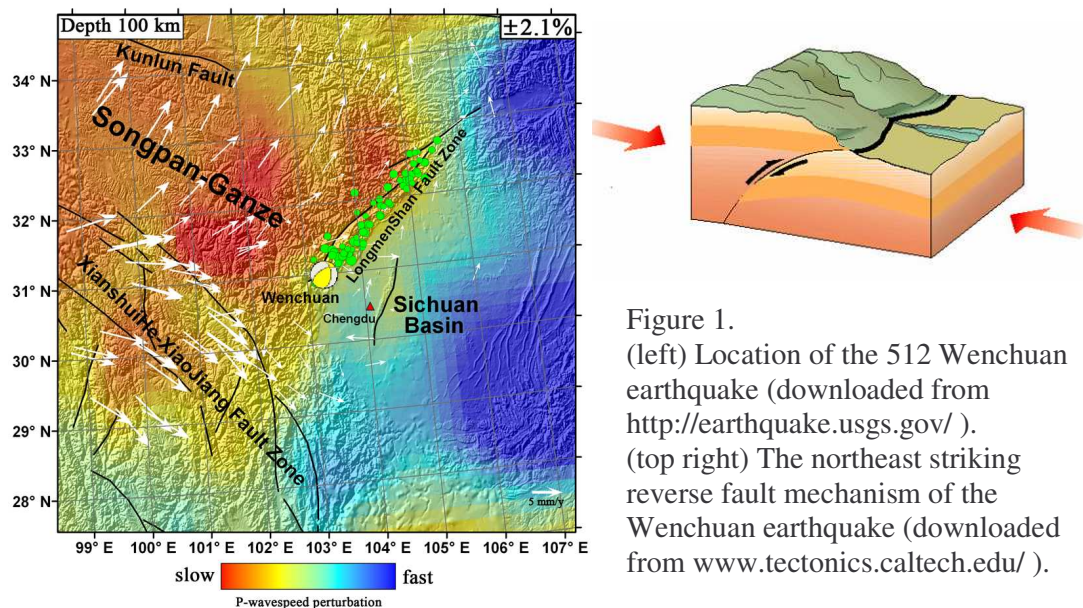 Depth 100 km
±2.1%
Kunlun Fault
34° N
Songpan-Ganze
33° N
LongmenShan Fault Zone
32° N
31° N
Wenchuan
Chengdu
Sichuan
Basin
XianshuiHe-XiaoJiang Fault Zone
30° N
29° N
28° N
5 mm/y
99°E 100°E 101°E 102°E 103°E 104°E 105°E 106°E 107°E
slow
fast
P-wavespeed perturbation
Figure 1.
(left) Location of the 512 Wenchuan
earthquake (downloaded from
http://earthquake.usgs.gov/ ).
(top right) The northeast striking
reverse fault mechanism of the
Wenchuan earthquake (downloaded
from www.tectonics.caltech.edu/ ).